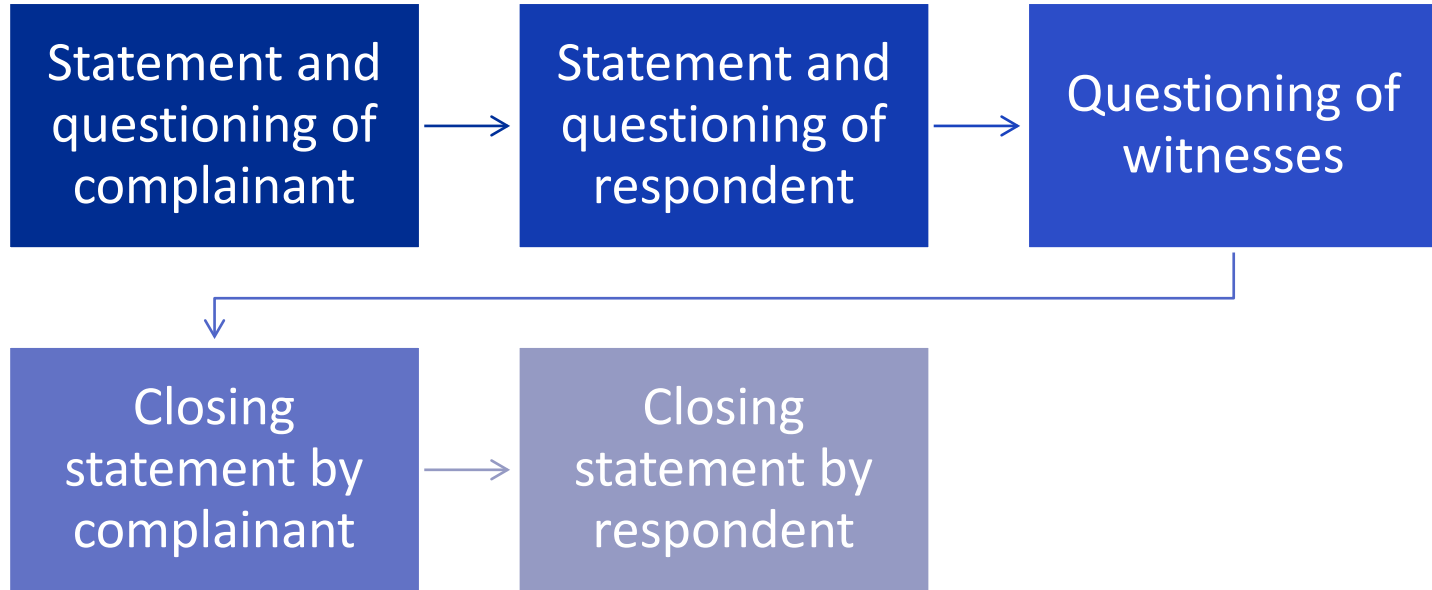 Statement and
questioning of
complainant
Statement and
questioning of
respondent
Questioning of
witnesses
Closing
statement by
complainant
Closing
statement by
respondent